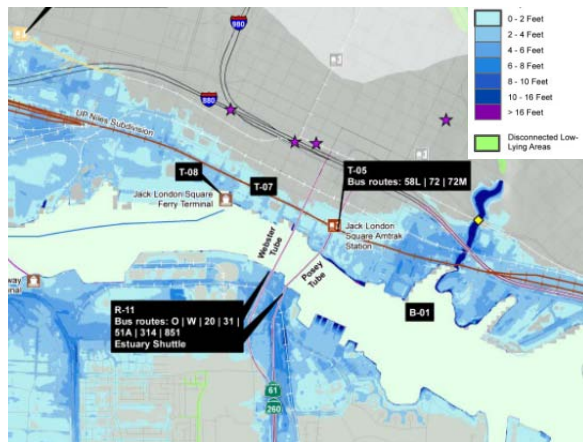 980
880
0 - 2 Feet
2 - 4 Feet
4 - 6 Feet
6 - 8 Feet
8 - 10 Feet
10 - 16 Feet
> 16 Feet
Disconnected Low-
Lying Areas
UP Niles Subdivision
T-08
T-07
T-05
Bus routes: 58L | 72 | 72M
Jack London Square
Ferry Terminal
Jack London
Square Amtrak
Station
Webster
Tube
Posey
Tube
R-11
Bus routes: O | W | 20 | 31 |
51A | 314 | 851
Estuary Shuttle
B-01
61
260